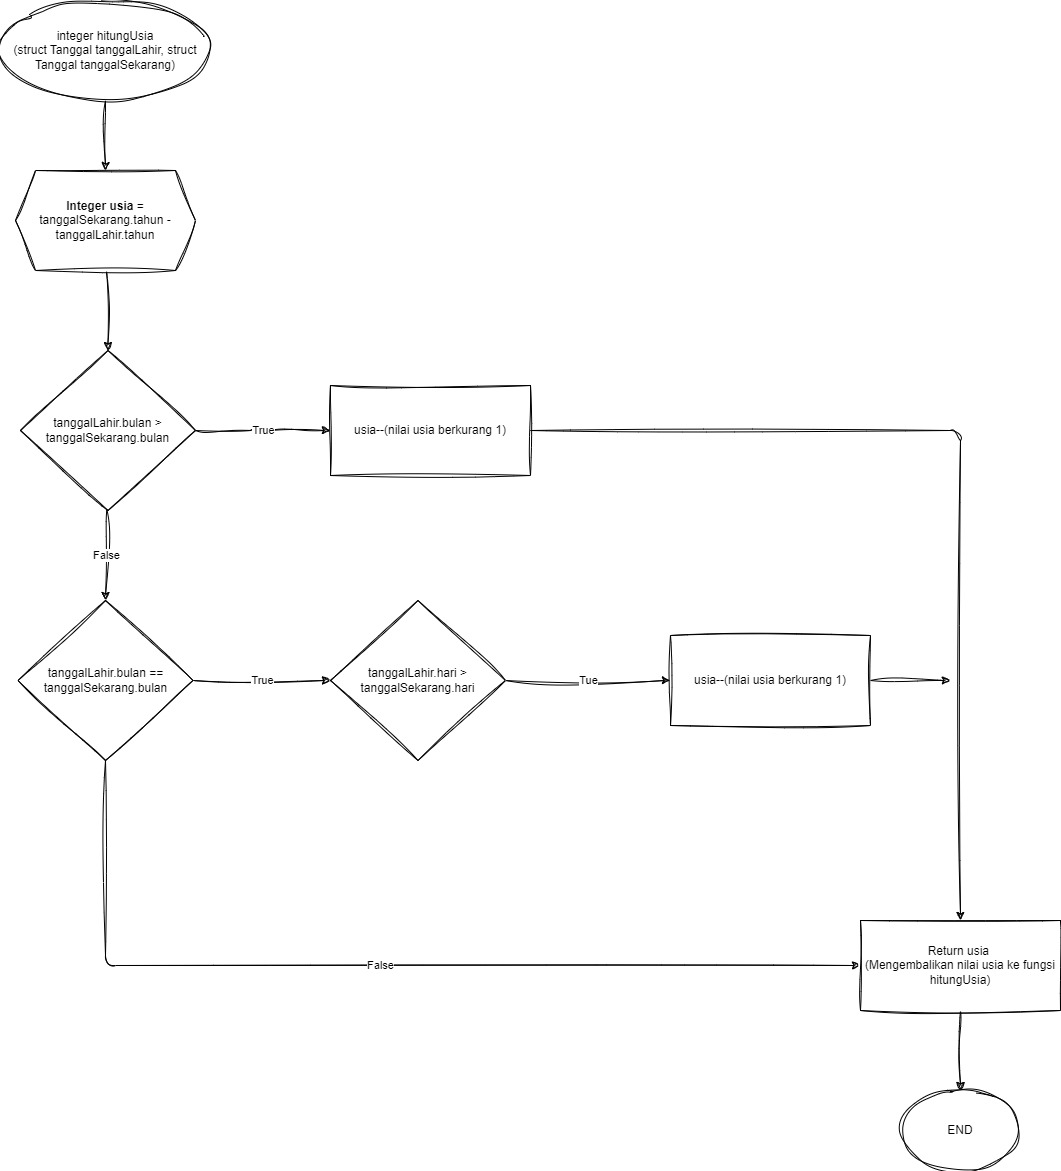 integer hitungUsia
(struct Tanggal tanggalLahir, struct
Tanggal tanggalSekarang)
Integer usia =
tanggalSekarang.tahun -
tanggalLahir.tahun
tanggalLahir.bulan >
tanggalSekarang.bulan
True
usia--(nilai usia berkurang 1)
False
tanggalLahir.bulan ==
tanggalSekarang.bulan
True
tanggalLahir.hari >
tanggalSekarang.hari
Tue
usia--(nilai usia berkurang 1)
False
Return usia
(Mengembalikan nilai usia ke fungsi
hitungUsia)
END